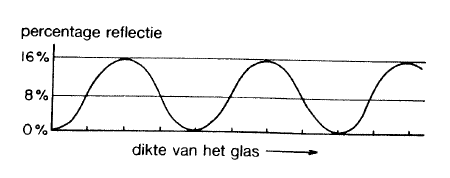 percentage reflectie
16%
8%
0%
dikte van het glas